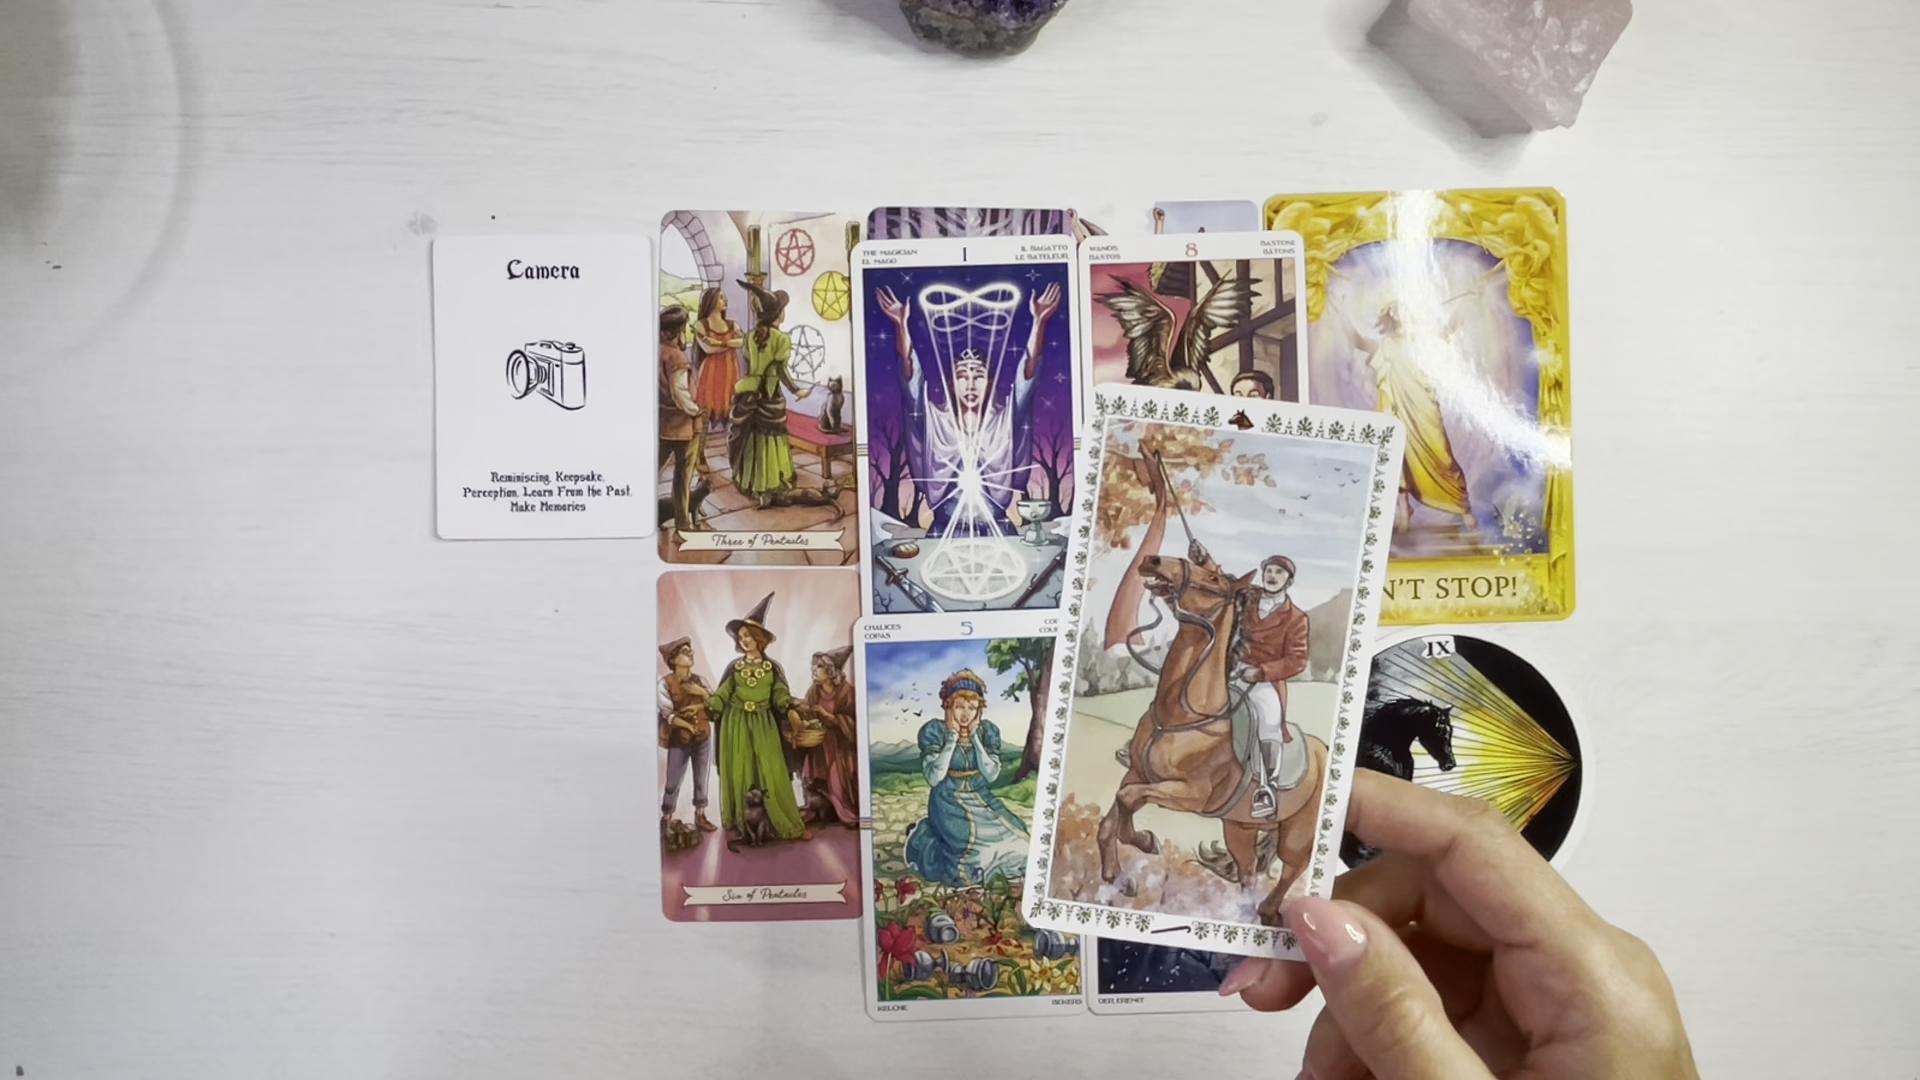 Camera
Reminiscing, Keepsake,
Perception, Learn From the Past,
Make Memories
Three of Pentacles
Six of Pentacles
THE MAGICIAN
EL MAGO
I
IL BAGATTO
LE BATELEUR
CHALICES
COPAS
5
KELCHE
BEKERS
WANDS
BASTOS
8
BASTONI
BATONS
DER EREMIT
N'T STOP!
IX